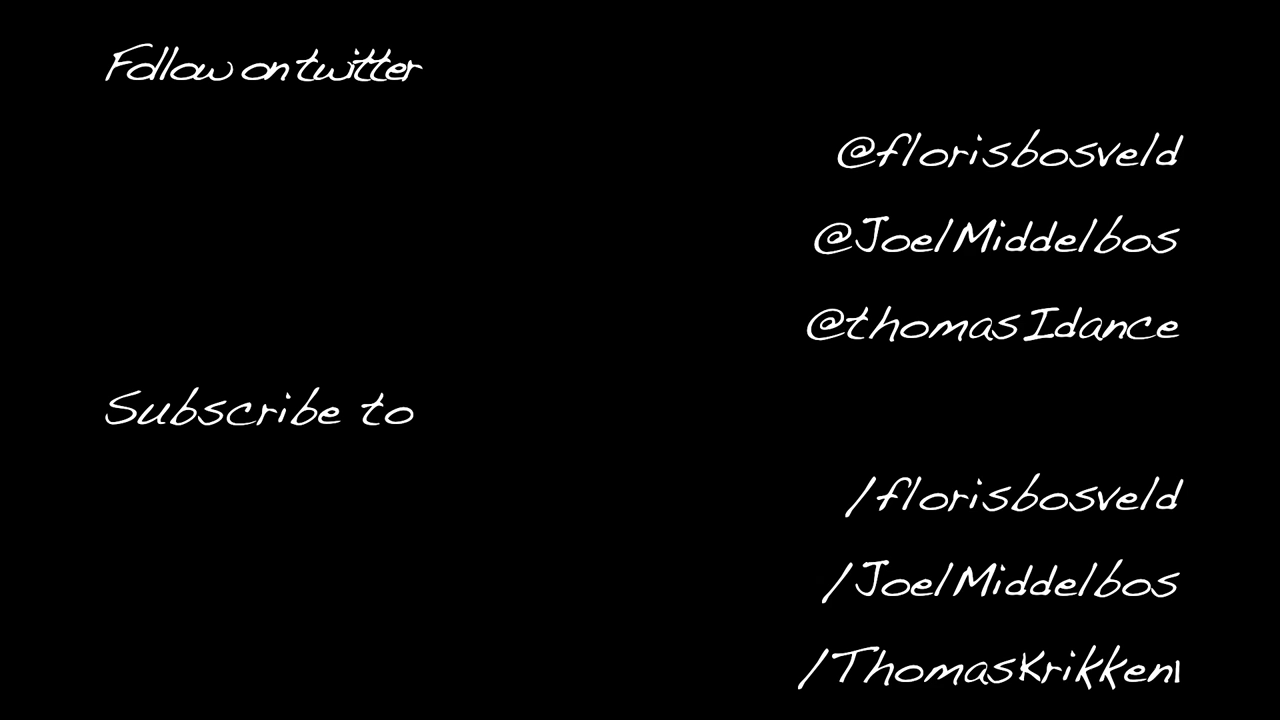 Follow on twitter
@florisbosveld
@JoelMiddelbos
@thomasIdance
Subscribe to
/florisbosveld
/JoelMiddelbos
/ThomasKrikken1